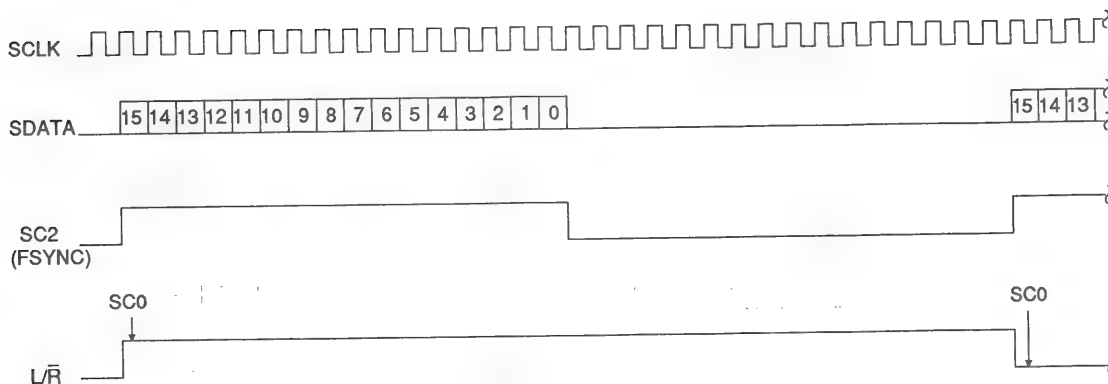 SCLK
SDATA 15 14 13 12 11 10 9 8 7 6 5 4 3 2 1 0 15 14 13
SC2
(FSYNC)
SC0 SC0
L/R̅